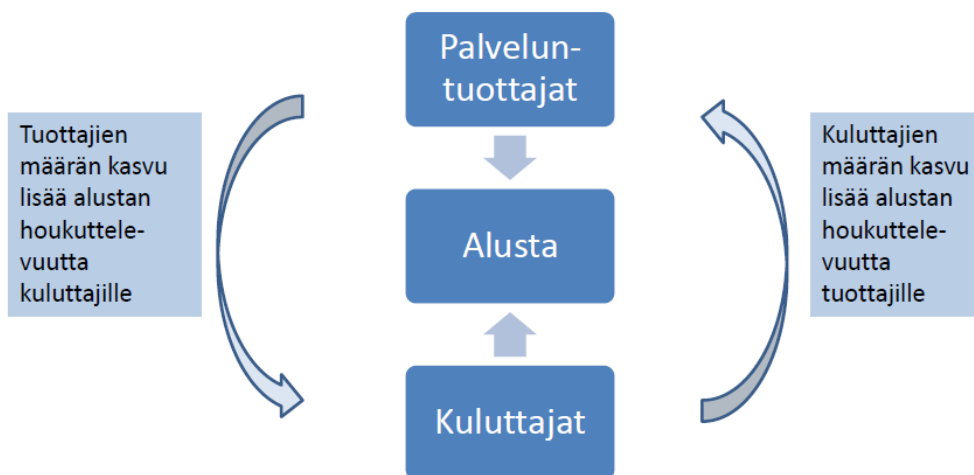 Palvelun-
tuottajat
Tuottajien
määrän kasvu
lisää alustan
houkuttele-
vuutta
kuluttajille
Alusta
Kuluttajien
määrän kasvu
lisää alustan
houkuttele-
vuutta
tuottajille
Kuluttajat